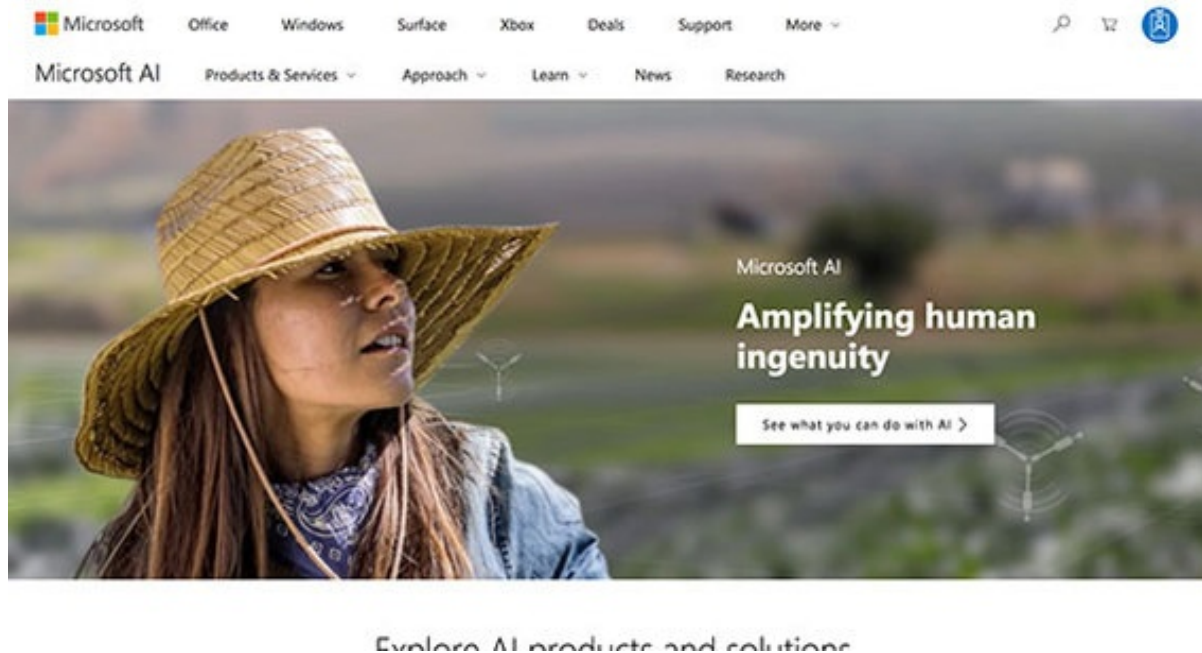 Microsoft Office Windows Surface Xbox Deals Support More
Microsoft AI Products & Services Approach Learn News Research
Microsoft AI
Amplifying human
ingenuity
See what you can do with AI
Explore AI products and solutions